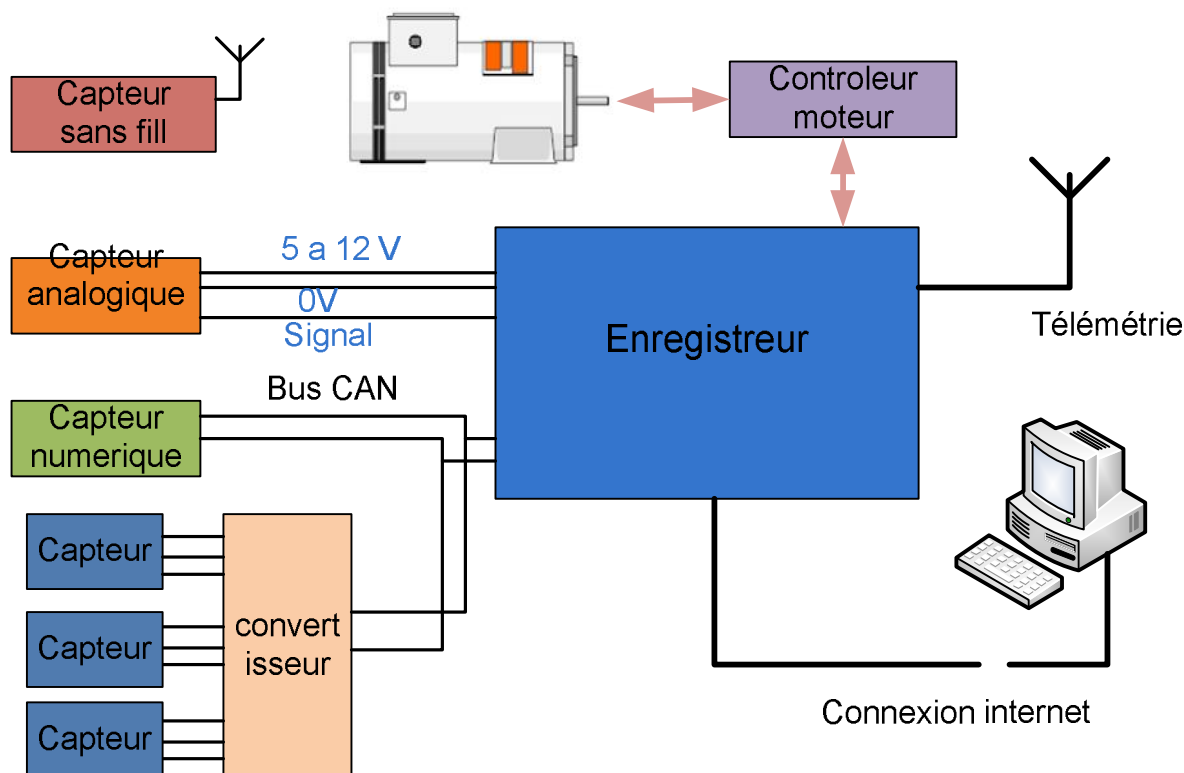 Capteur
sans fill
Controleur
moteur
Capteur
analogique
5 a 12 V
0V
Signal
Enregistreur
Télémétrie
Bus CAN
Capteur
numerique
Capteur
Capteur
Capteur
convert
isseur
Connexion internet